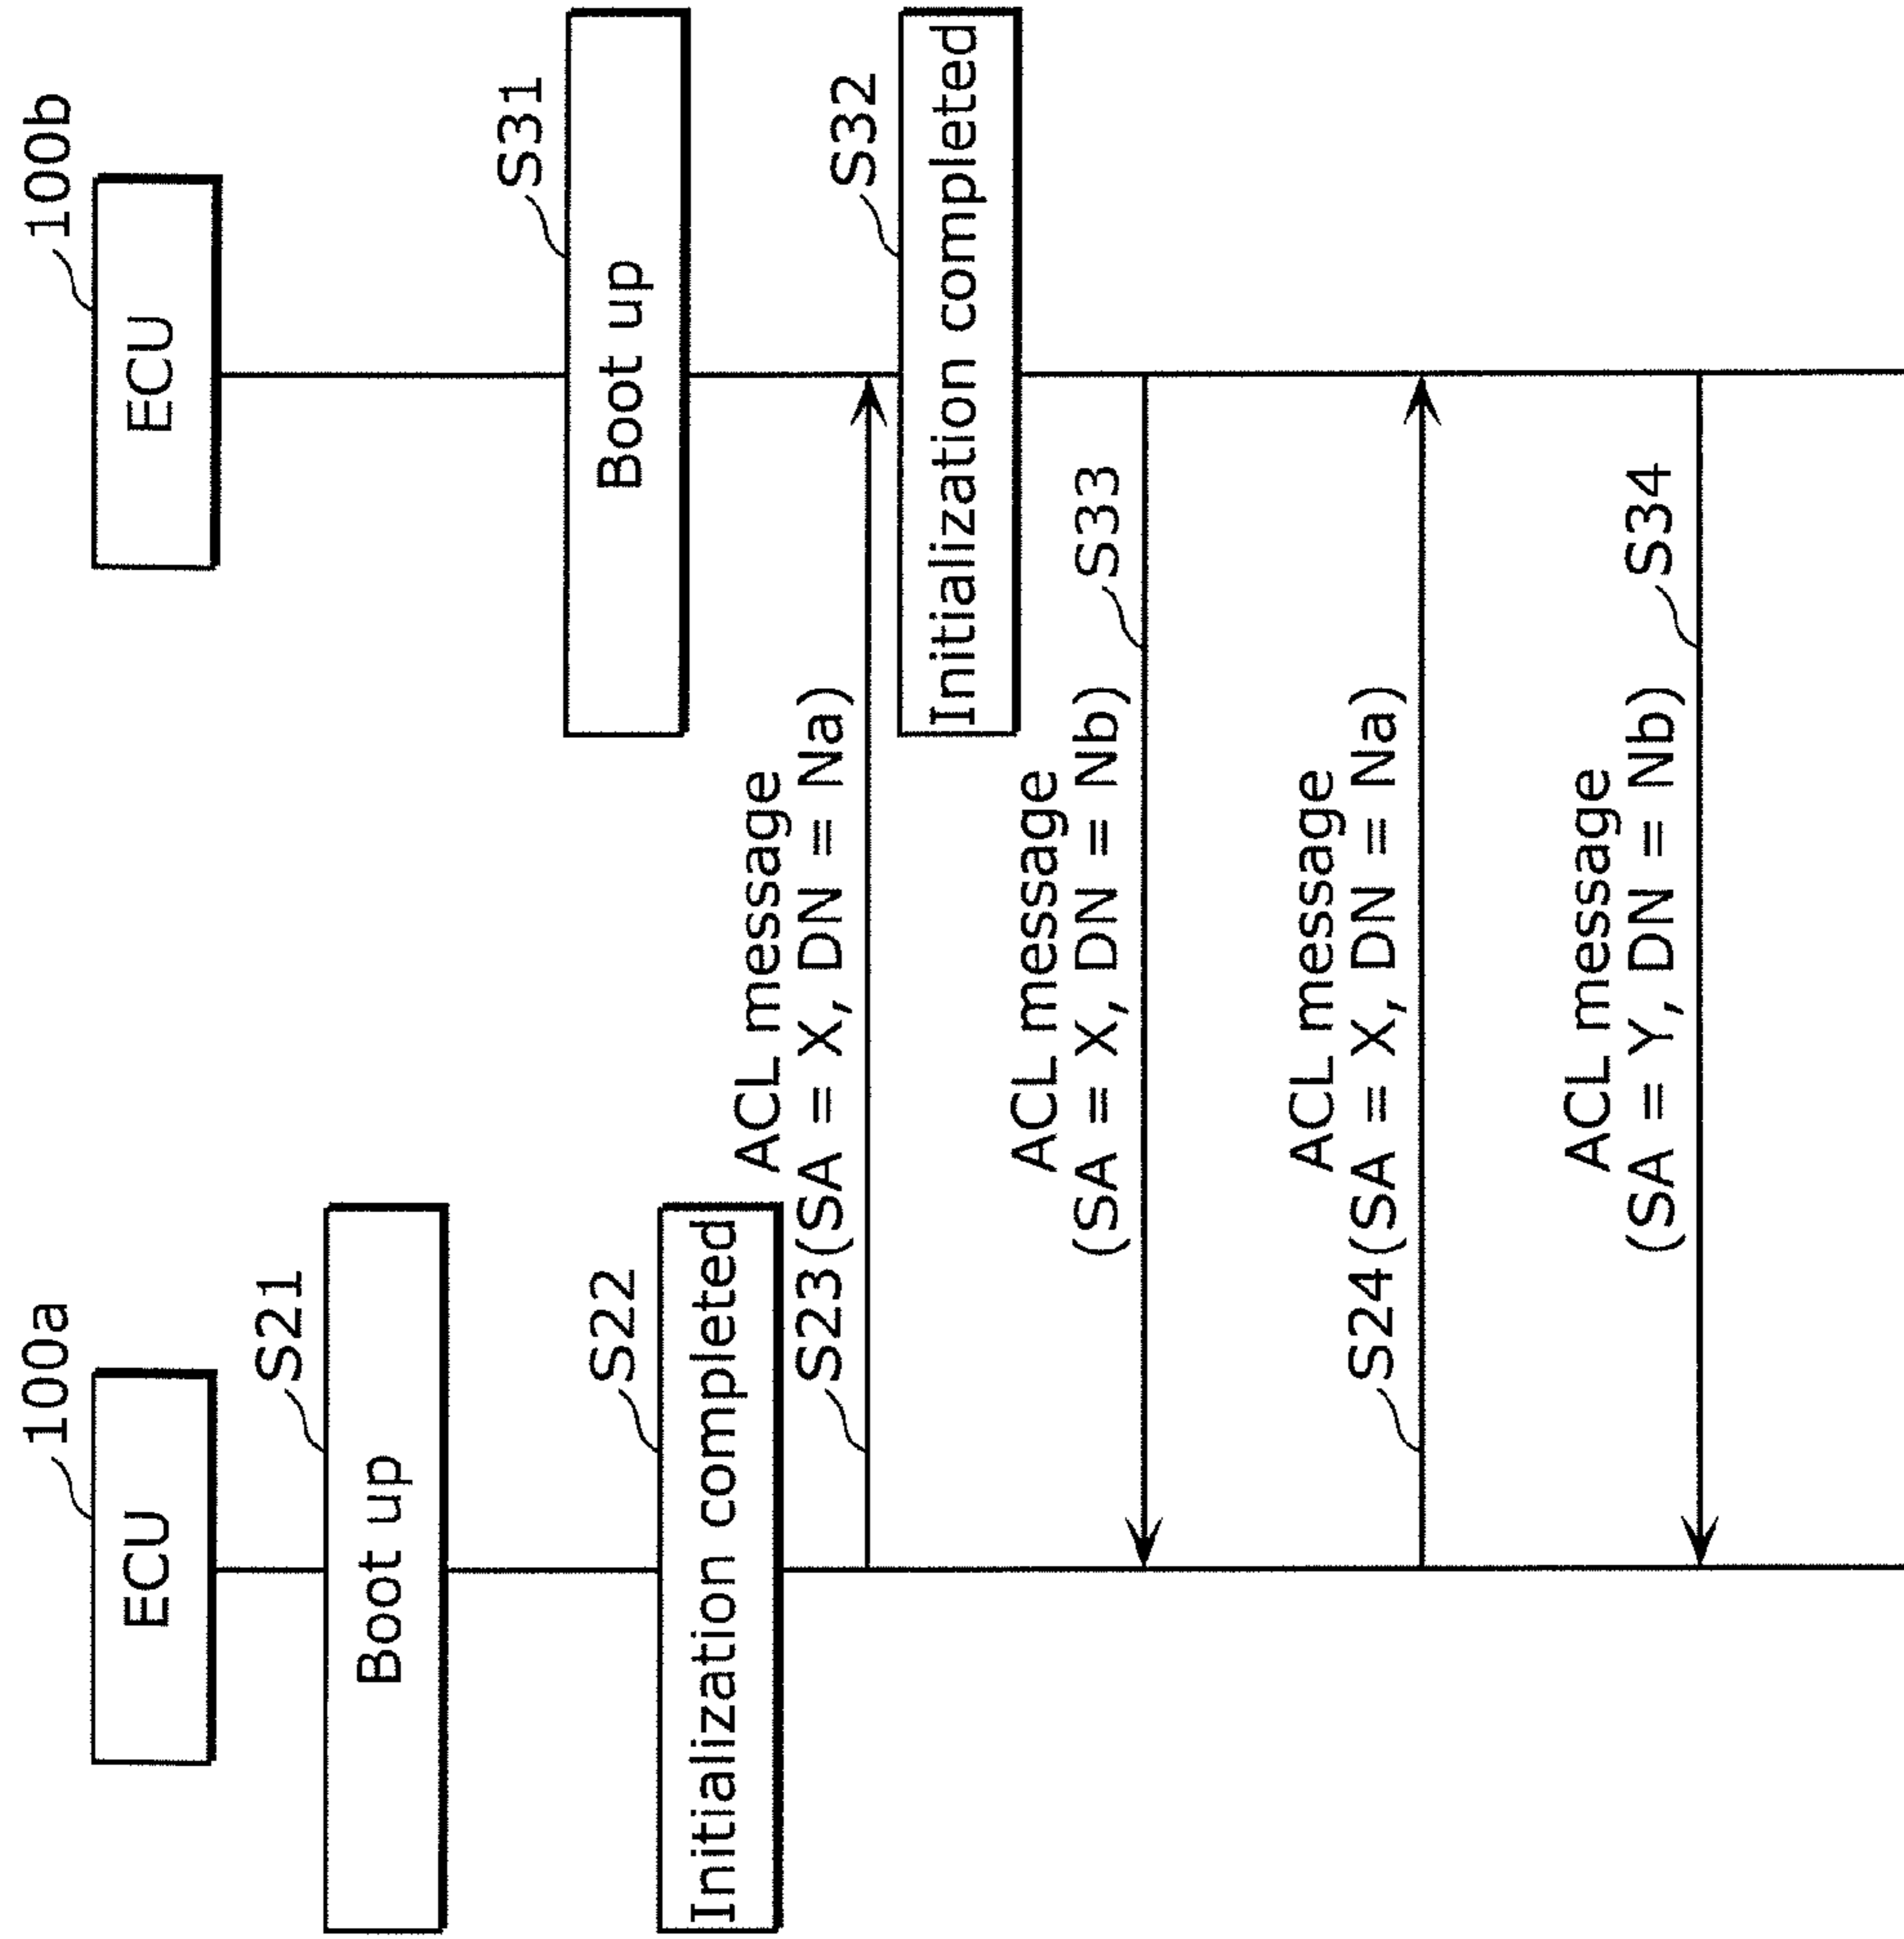 100a
100b
ECU
ECU
S21
Boot up
S31
Boot up
S22
Initialization completed
ACL message
S23(SA = X, DN = Na)
S32
Initialization completed
ACL message
(SA = X, DN = Nb)
S33
ACL message
S24(SA = X, DN = Na)
ACL message
(SA = Y, DN = Nb)
S34